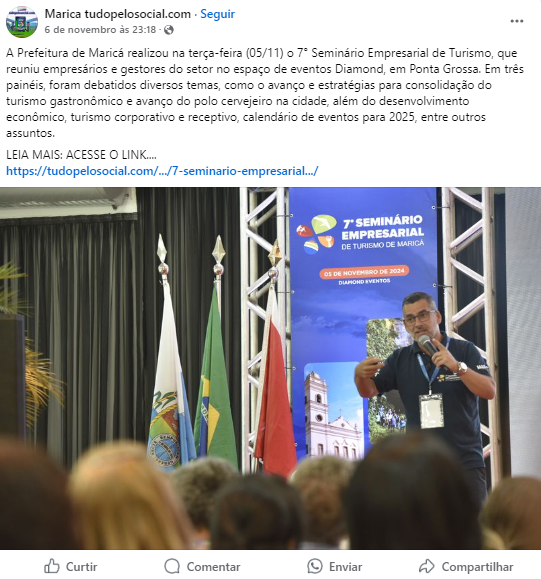 Marica tudopelosocial.com · Seguir
6 de novembro às 23:18 ·
A Prefeitura de Maricá realizou na terça-feira (05/11) o 7° Seminário Empresarial de Turismo, que
reuniu empresários e gestores do setor no espaço de eventos Diamond, em Ponta Grossa. Em três
painéis, foram debatidos diversos temas, como o avanço e estratégias para consolidação do
turismo gastronômico e avanço do polo cervejeiro na cidade, além do desenvolvimento
econômico, turismo corporativo e receptivo, calendário de eventos para 2025, entre outros
assuntos.
LEIA MAIS: ACESSE O LINK....
https://tudopelosocial.com/.../7-seminario-empresarial.../
7° SEMINÁRIO
EMPRESARIAL
DE TURISMO DE MARICÁ
05 DE NOVEMBRO DE 2024
DIAMOND EVENTOS
Curtir
Comentar
Enviar
Compartilhar